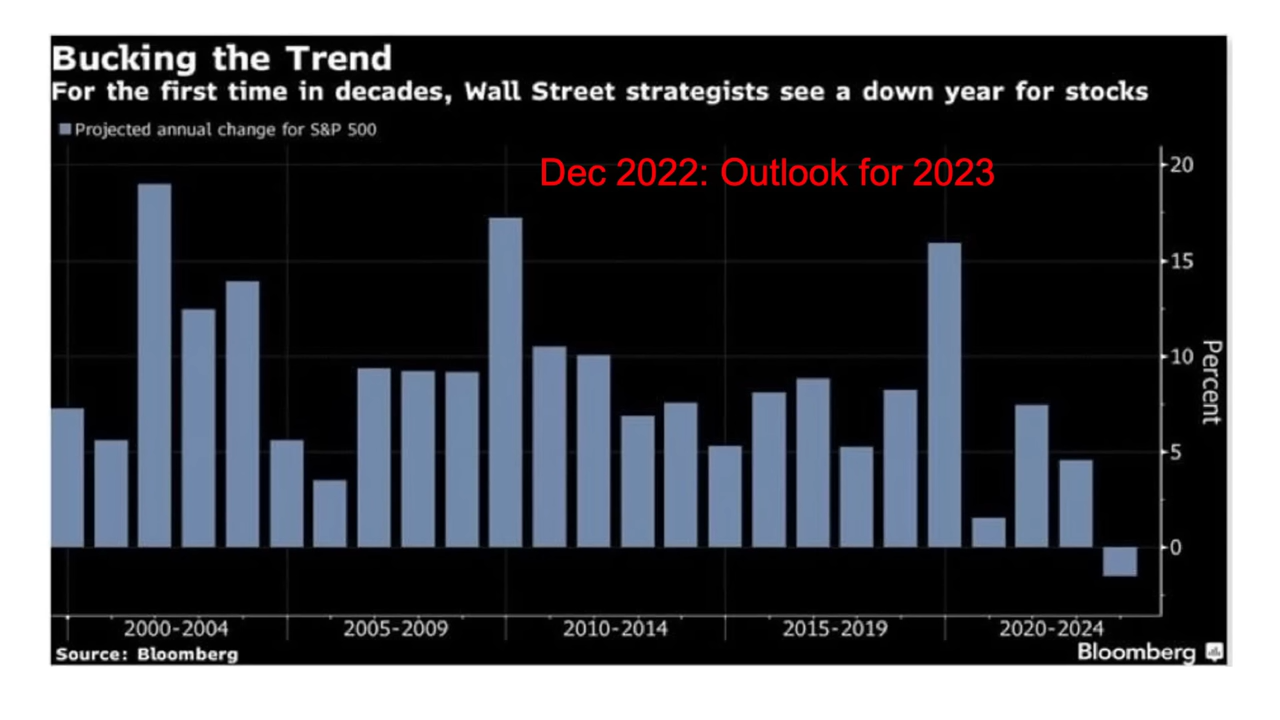 Bucking the Trend
For the first time in decades, Wall Street strategists see a down year for stocks
Projected annual change for S&P 500
Dec 2022: Outlook for 2023
20
15
10
5
0
Percent
2000-2004 2005-2009 2010-2014 2015-2019 2020-2024
Source: Bloomberg
Bloomberg